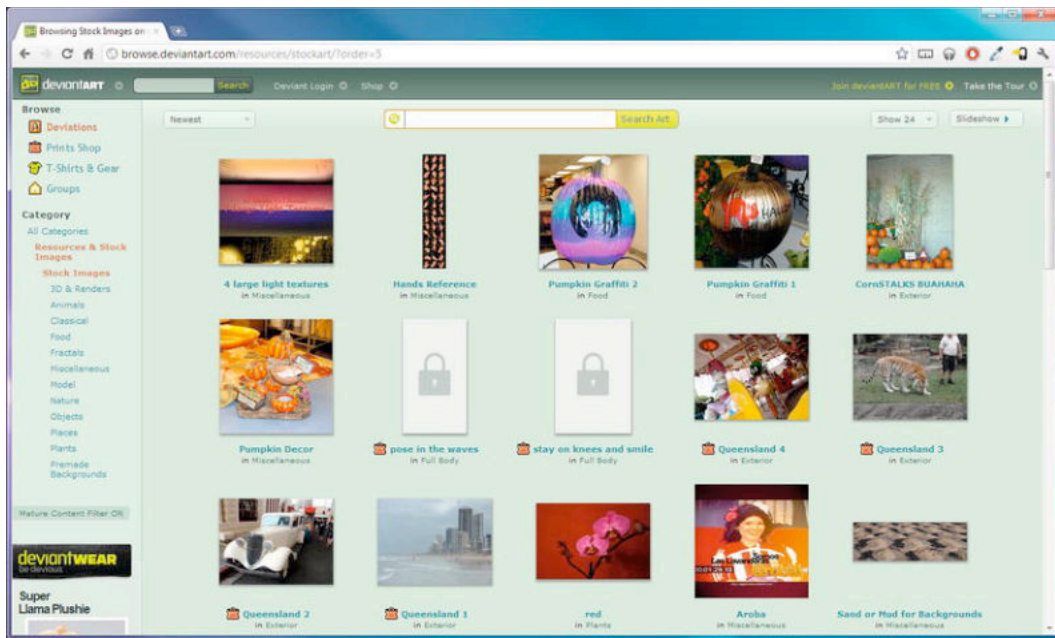 Browsing Stock Images on
browse.deviantart.com/resources/stockart/?order=5
deviantART
Search
Deviant Login
Shop
Join deviantART for FREE
Take the Tour
Browse
Deviations
Prints Shop
T-Shirts & Gear
Groups
Category
All Categories
Resources & Stock
Images
Stock Images
3D & Renders
Animals
Classical
Food
Fractals
Miscellaneous
Model
Nature
Objects
Places
Plants
Premade
Backgrounds
Mature Content Filter On
deviantWEAR
be devious
Super
Llama Plushie
Newest
Search Art
Show 24
Slideshow
4 large light textures
in Miscellaneous
Hands Reference
in Miscellaneous
Pumpkin Graffiti 2
in Food
Pumpkin Graffiti 1
in Food
CornSTALKS BUAHAHA
in Exterior
Pumpkin Decor
in Miscellaneous
pose in the waves
in Full Body
stay on knees and smile
in Full Body
Queensland 4
in Exterior
Queensland 3
in Exterior
Queensland 2
in Exterior
Queensland 1
in Exterior
red
in Plants
Aroba
in Miscellaneous
Sand or Mud for Backgrounds
in Miscellaneous